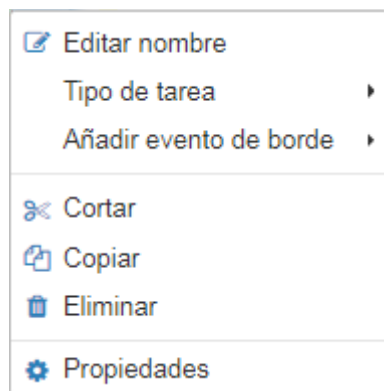 Editar nombre
Tipo de tarea
Añadir evento de borde
Cortar
Copiar
Eliminar
Propiedades